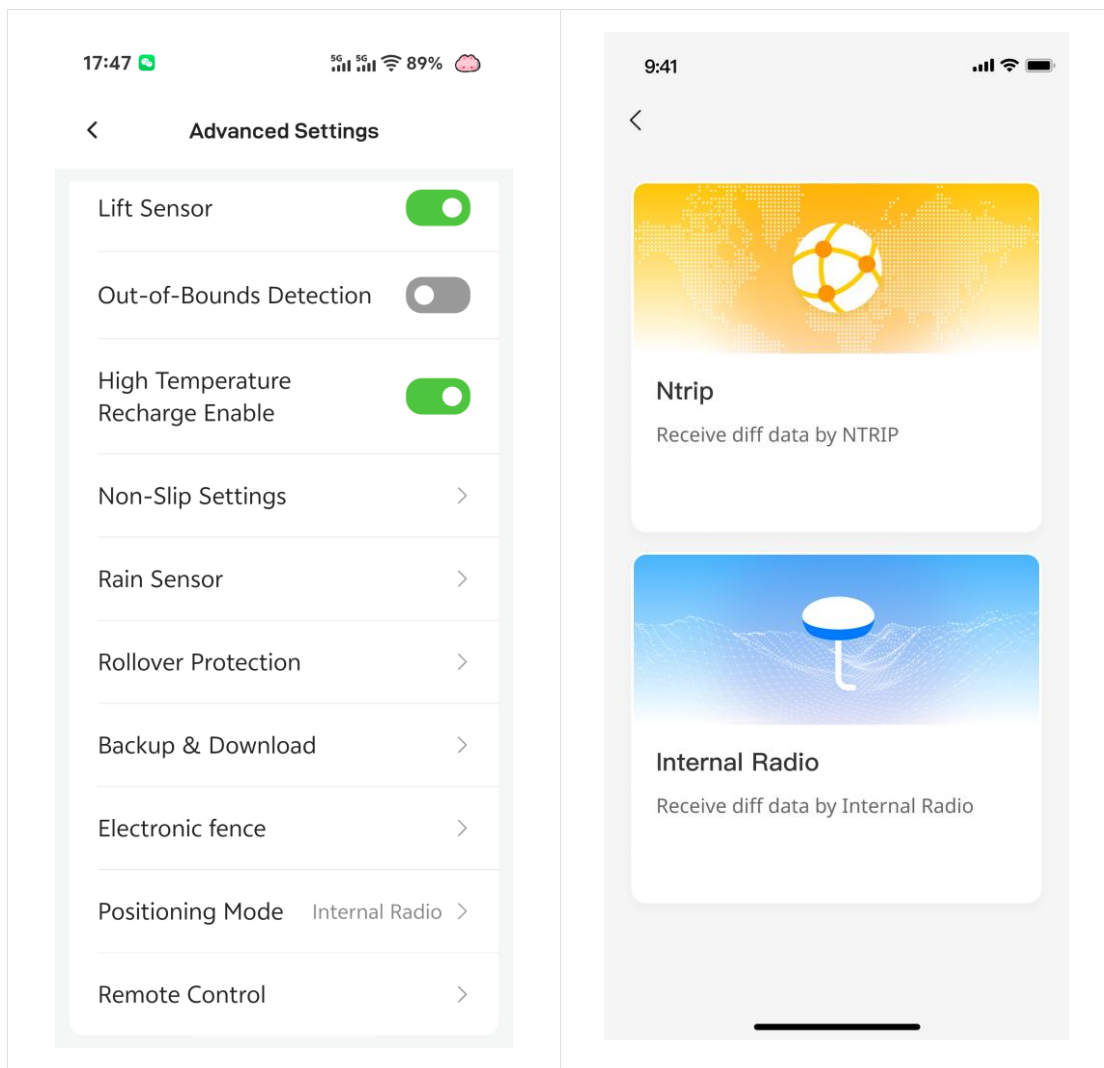 17:47
5G 5G 89%
Advanced Settings
Lift Sensor
Out-of-Bounds Detection
High Temperature
Recharge Enable
Non-Slip Settings
Rain Sensor
Rollover Protection
Backup & Download
Electronic fence
Positioning Mode Internal Radio
Remote Control
9:41
Ntrip
Receive diff data by NTRIP
Internal Radio
Receive diff data by Internal Radio